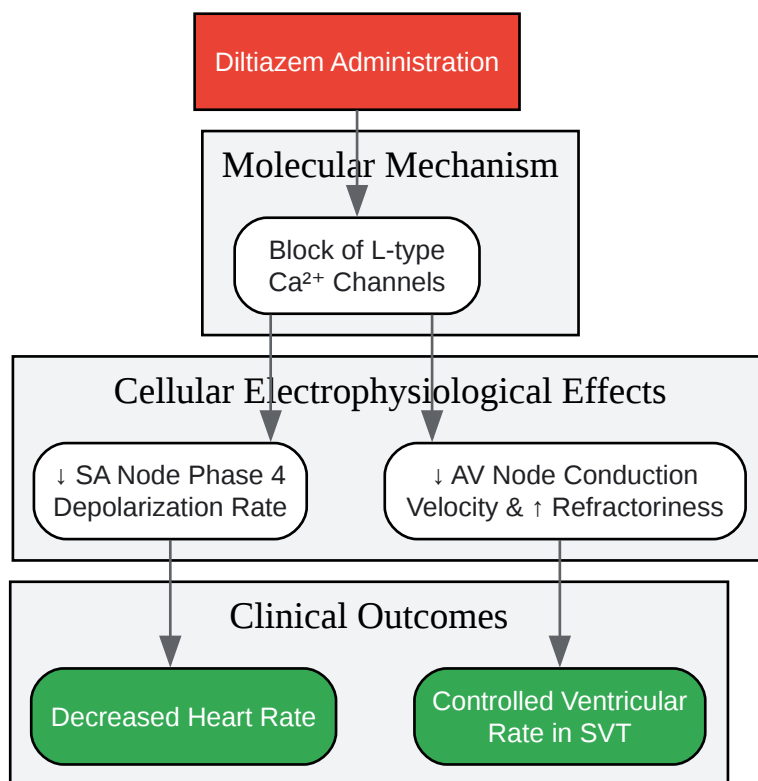 Diltiazem Administration
Molecular Mechanism
Block of L-type
Ca²⁺ Channels
Cellular Electrophysiological Effects
↓ SA Node Phase 4
Depolarization Rate
↓ AV Node Conduction
Velocity & ↑ Refractoriness
Clinical Outcomes
Decreased Heart Rate
Controlled Ventricular
Rate in SVT